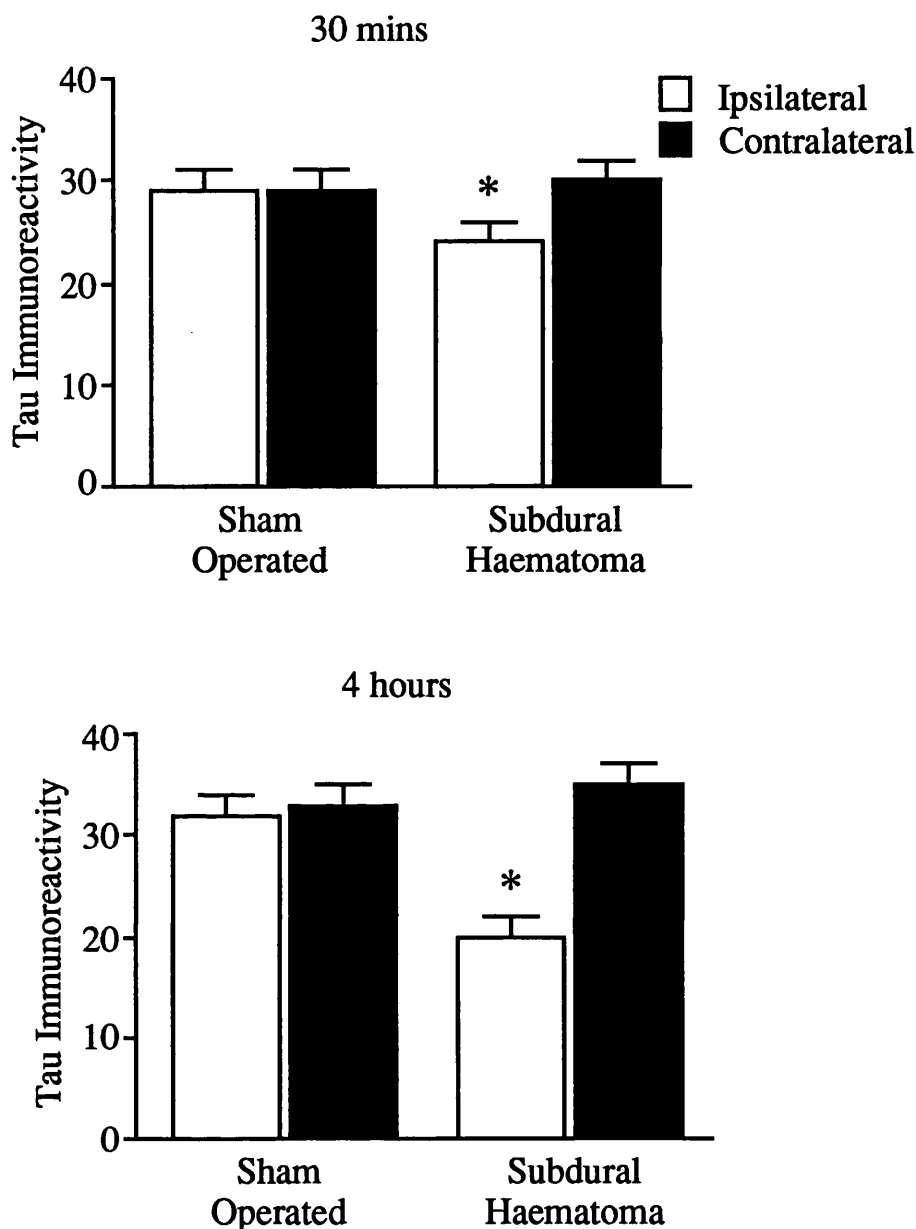 30 mins
40
30
20
10
0
Tau Immunoreactivity
Ipsilateral
Contralateral
*
Sham
Operated
Subdural
Haematoma
4 hours
40
30
20
10
0
Tau Immunoreactivity
*
Sham
Operated
Subdural
Haematoma